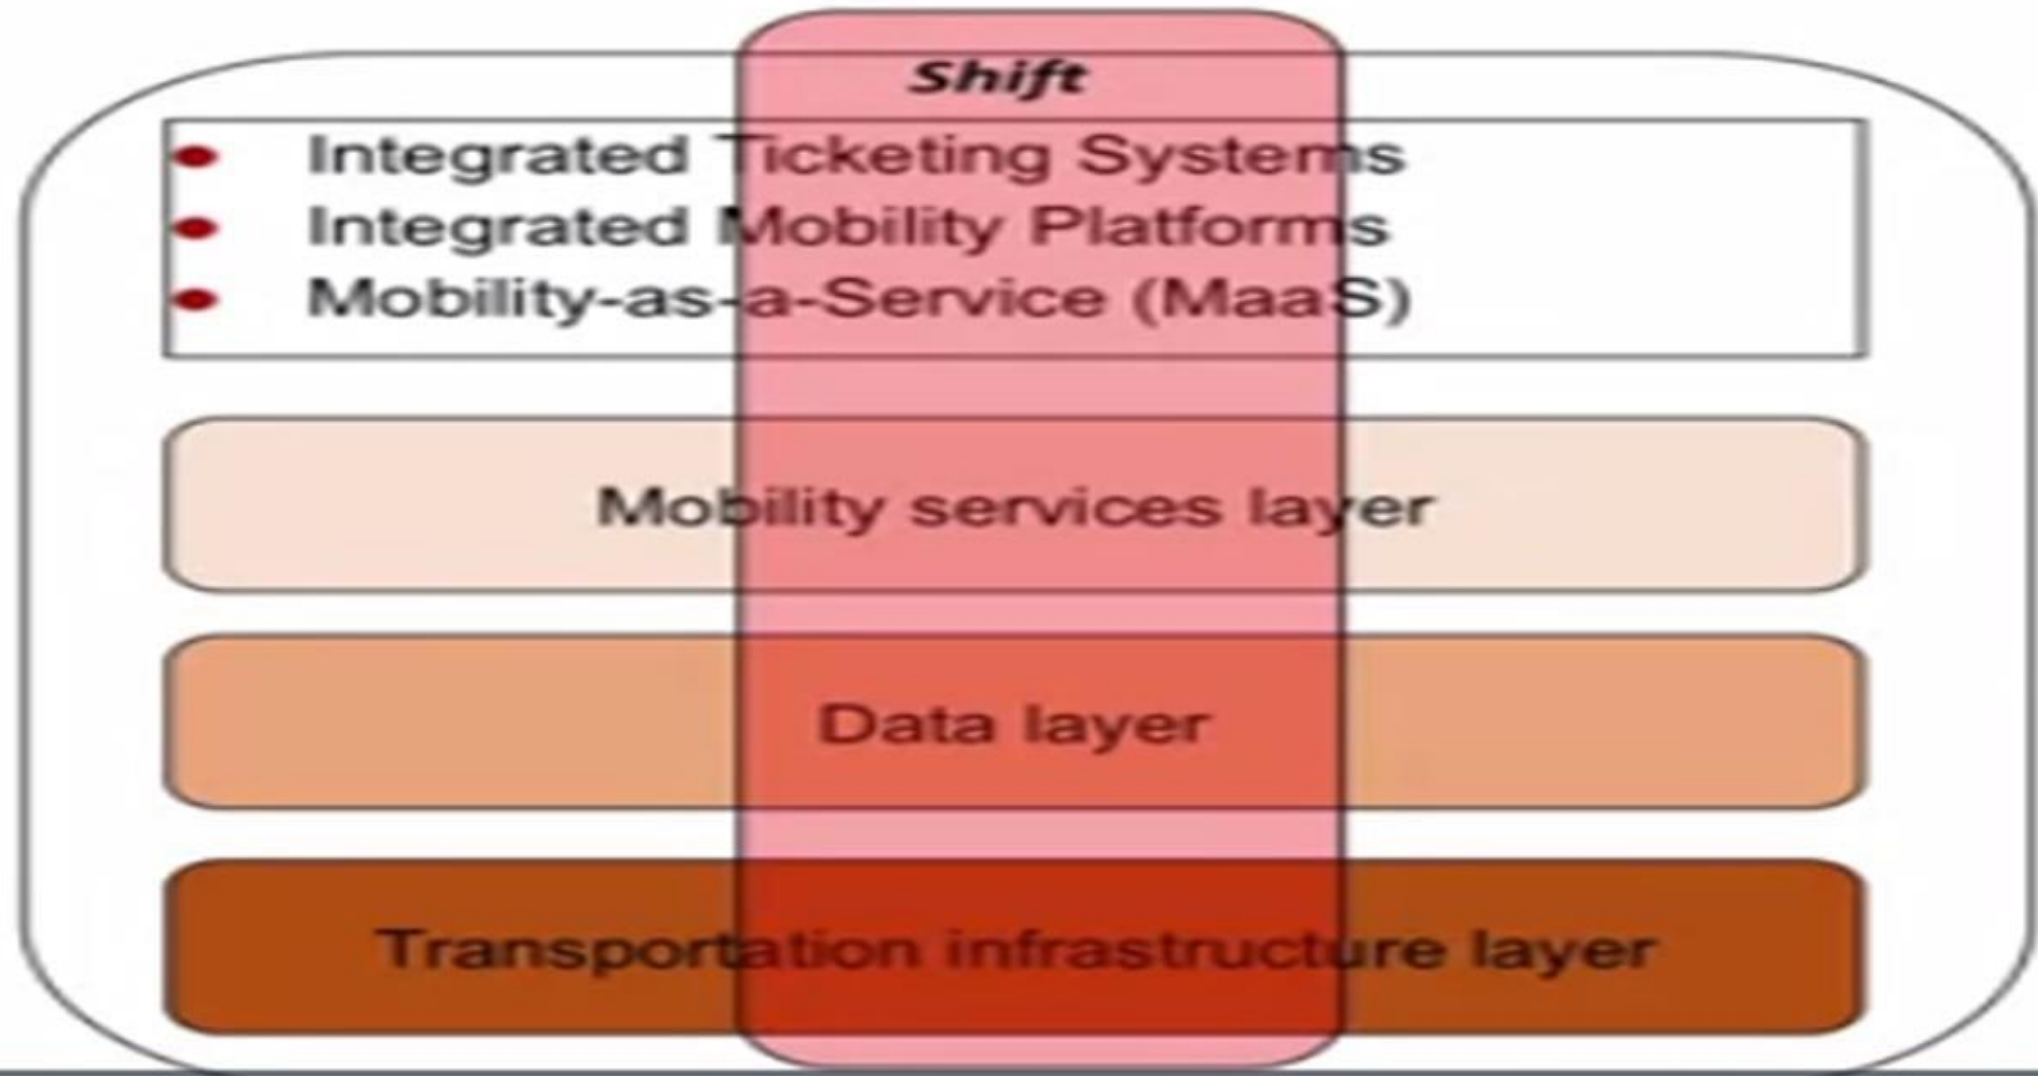 Shift
Integrated Ticketing Systems
Integrated Mobility Platforms
Mobility-as-a-Service (MaaS)
Mobility services layer
Data layer
Transportation infrastructure layer